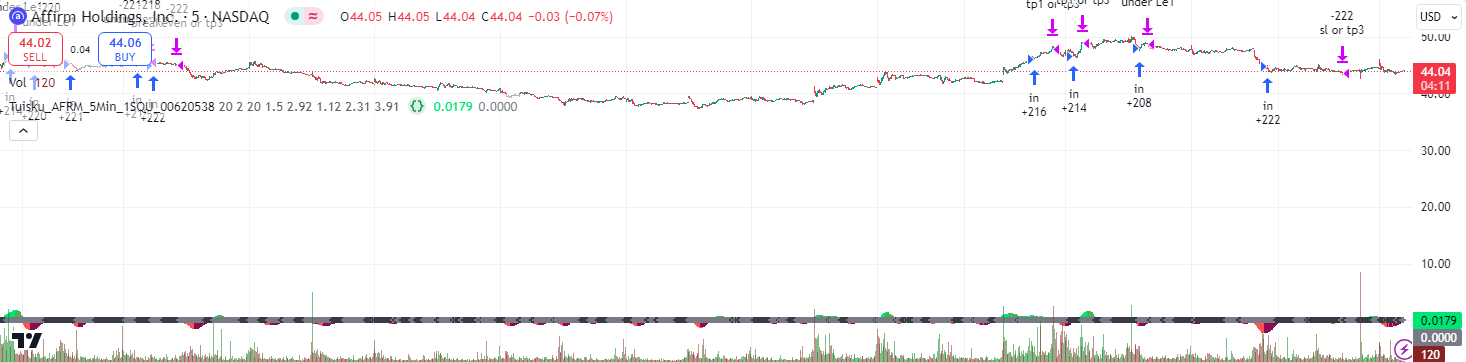 Affirm Holdings, Inc. · 5 · NASDAQ
O44.05 H44.05 L44.04 C44.04 −0.03 (−0.07%)
44.02
SELL
0.04
44.06
BUY
Vol 120
Tuisku_AFRM_5Min_1SQU_00620538 20 2 20 1.5 2.92 1.12 2.31 3.91 {} 0.0179 0.0000
under Le1
breakeven or tp3
-222
+220
+221
+222
in
+216
in
+214
under Le1
in
+208
in
+222
-222
sl or tp3
USD
50.00
44.04
04:11
40.00
30.00
20.00
10.00
0.0179
0.0000
120